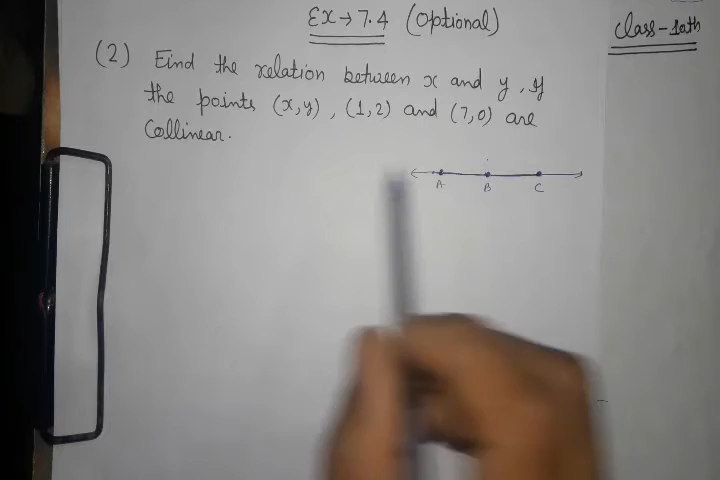 Ex → 7.4 (Optional)
Class - 10th
(2) Find the relation between x and y, if
the points (x,y), (1,2) and (7,0) are
Collinear.
A B C